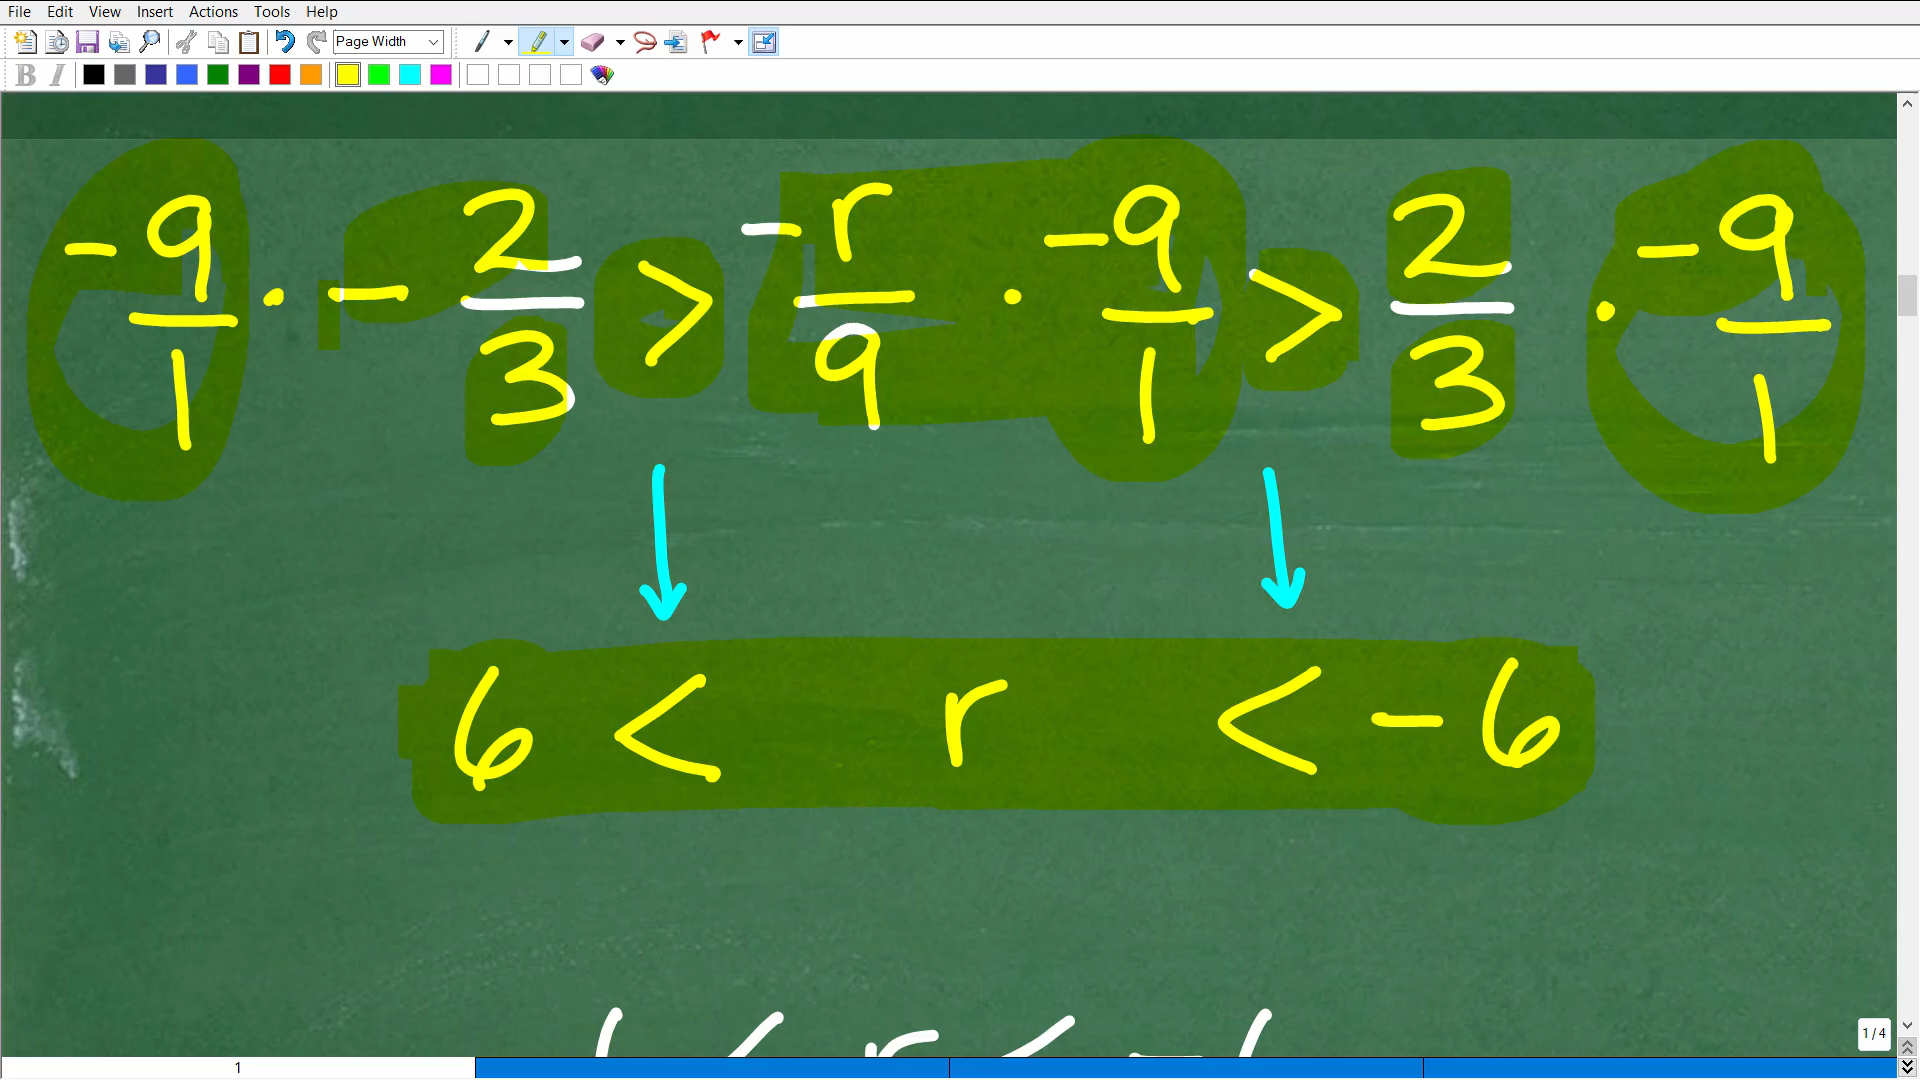 File Edit View Insert Actions Tools Help
Page Width
B I
-9/1 · -2/3 > -r/9 · -9/1 > 2/3 · -9/1
6 < r < -6
1/4
1